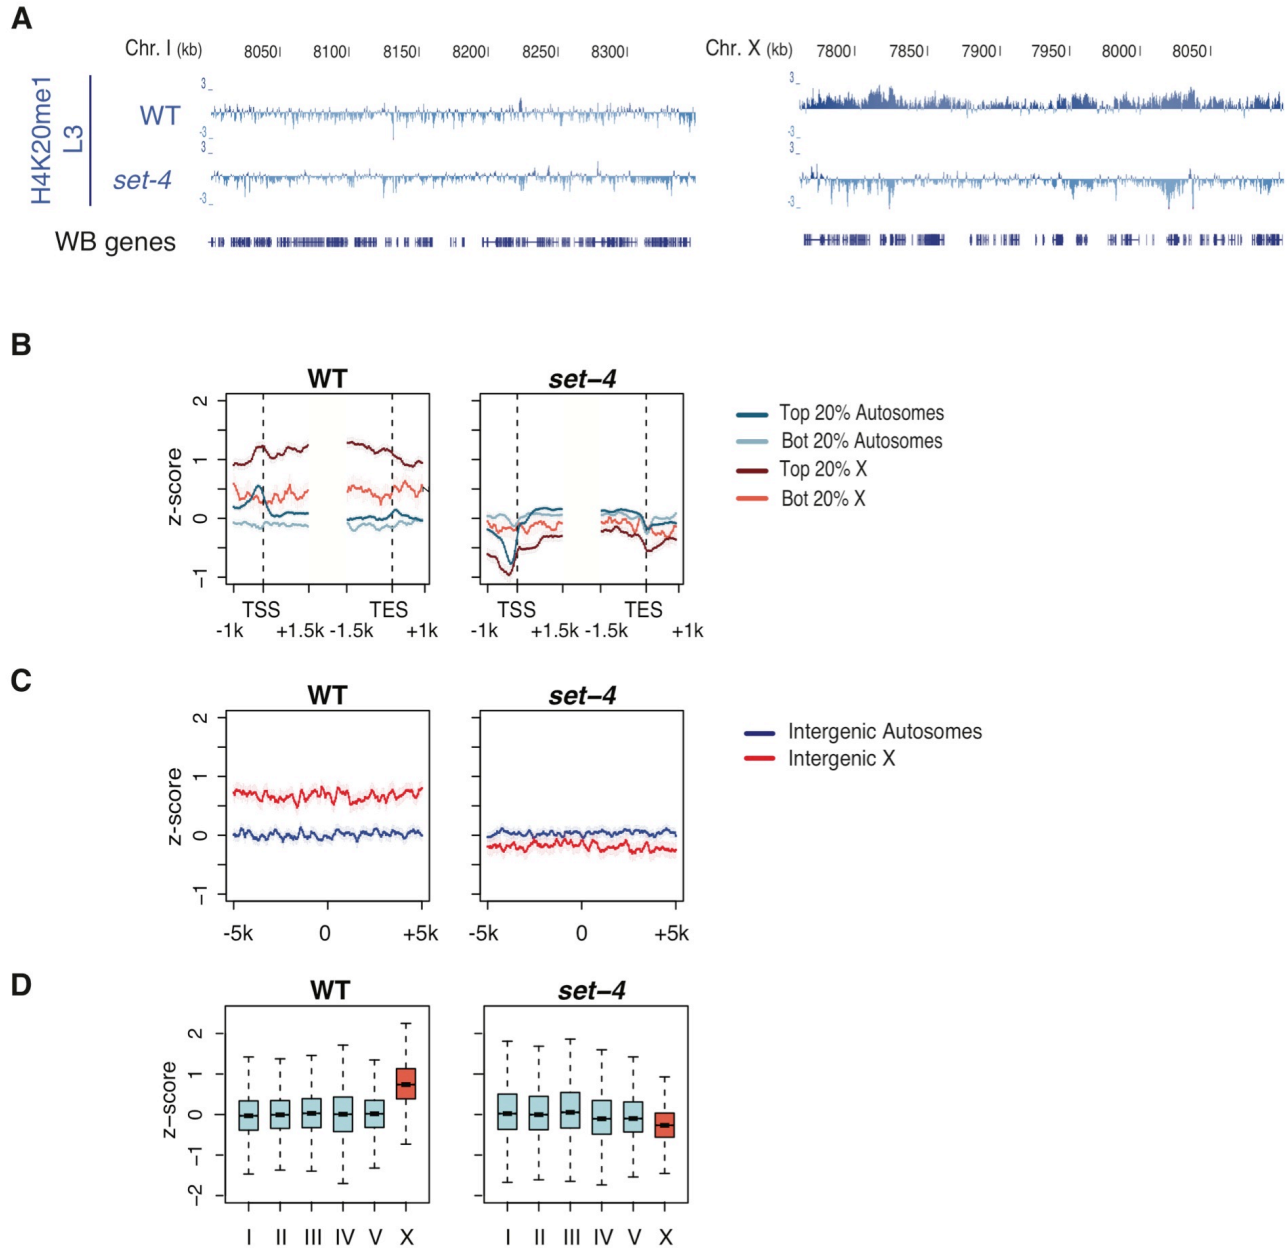 A
Chr. I (kb) 8050 8100 8150 8200 8250 8300
Chr. X (kb) 7800 7850 7900 7950 8000 8050
H4K20me1
L3
WT
3
-3
set-4
3
-3
3
-3
3
-3
WB genes
B
WT
set–4
z-score
2
1
0
−1
TSS TES
-1k +1.5k -1.5k +1k
TSS TES
-1k +1.5k -1.5k +1k
Top 20% Autosomes
Bot 20% Autosomes
Top 20% X
Bot 20% X
C
WT
set–4
z-score
2
1
0
−1
-5k 0 +5k
-5k 0 +5k
Intergenic Autosomes
Intergenic X
D
WT
set–4
z–score
2
1
0
−1
−2
I II III IV V X
I II III IV V X